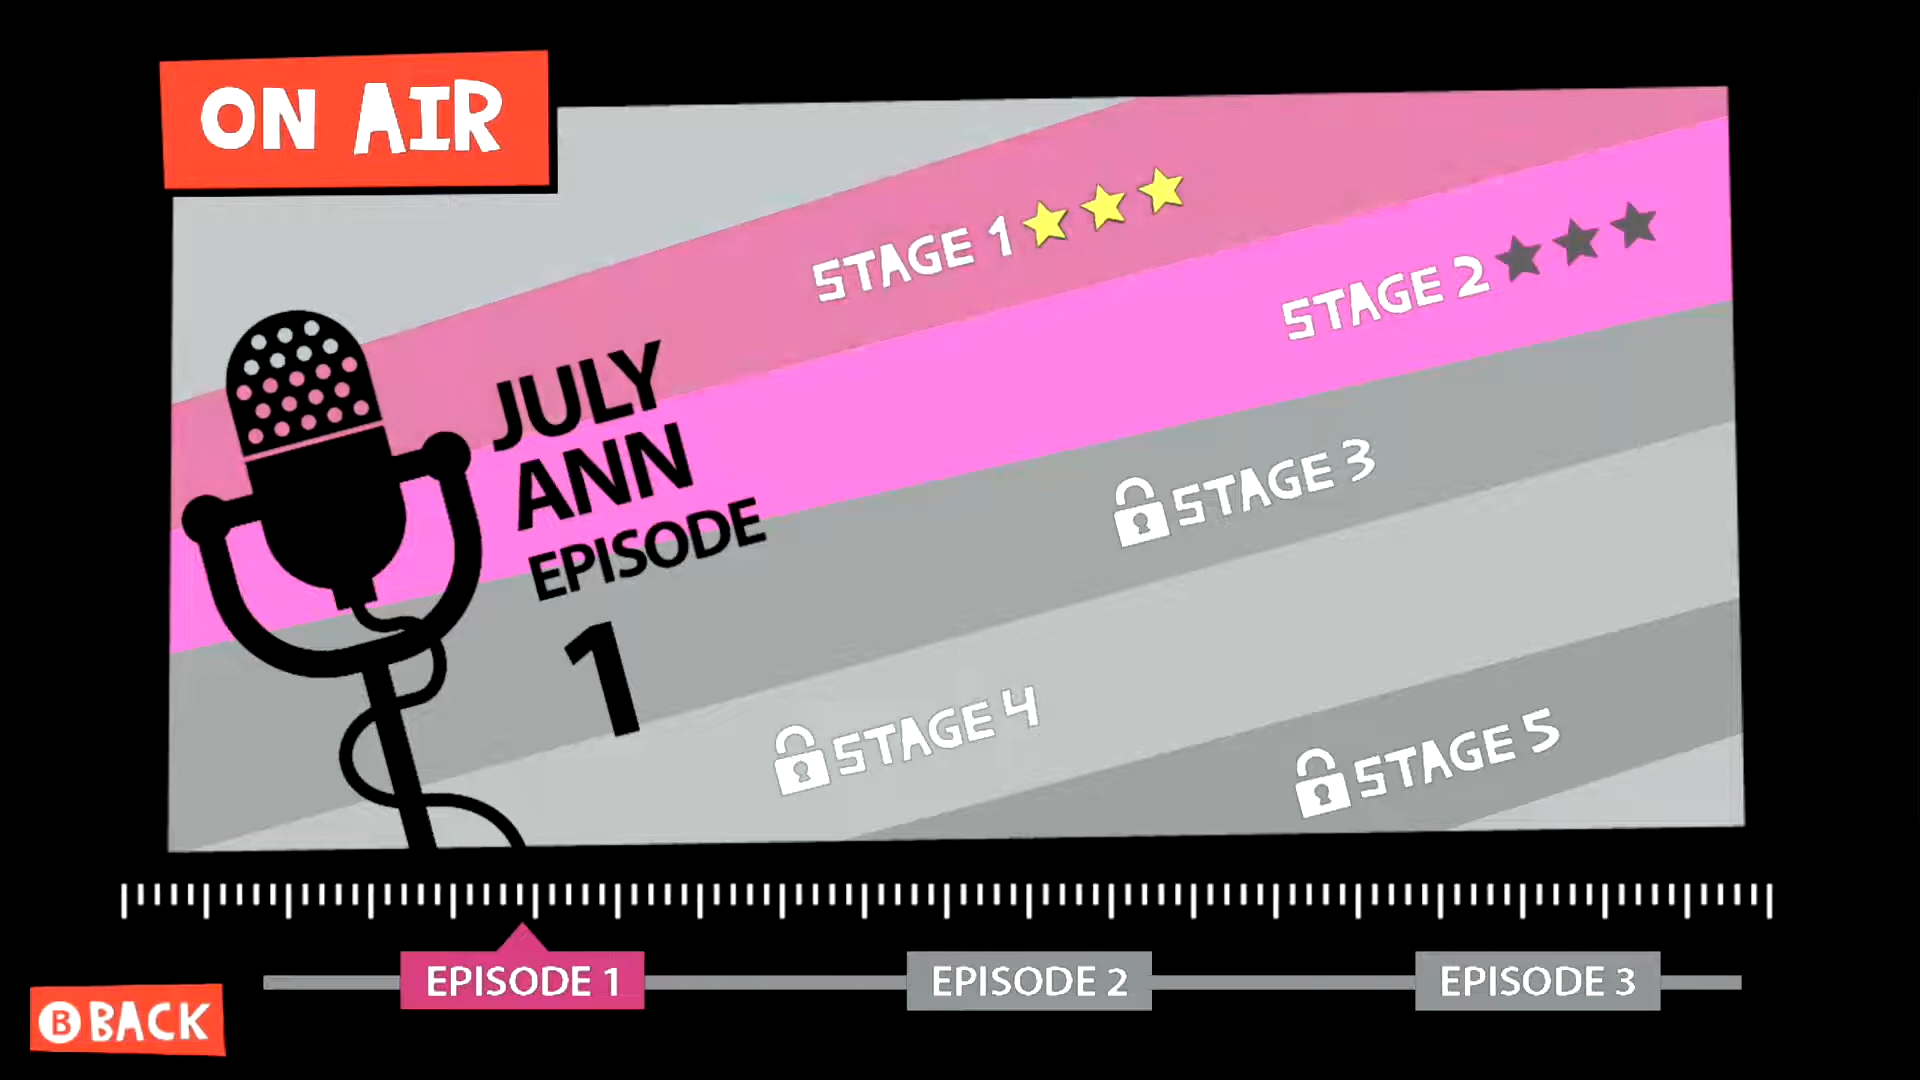 ON AIR
STAGE 1
STAGE 2
JULY
ANN
EPISODE
1
STAGE 3
STAGE 4
STAGE 5
EPISODE 1
EPISODE 2
EPISODE 3
B BACK